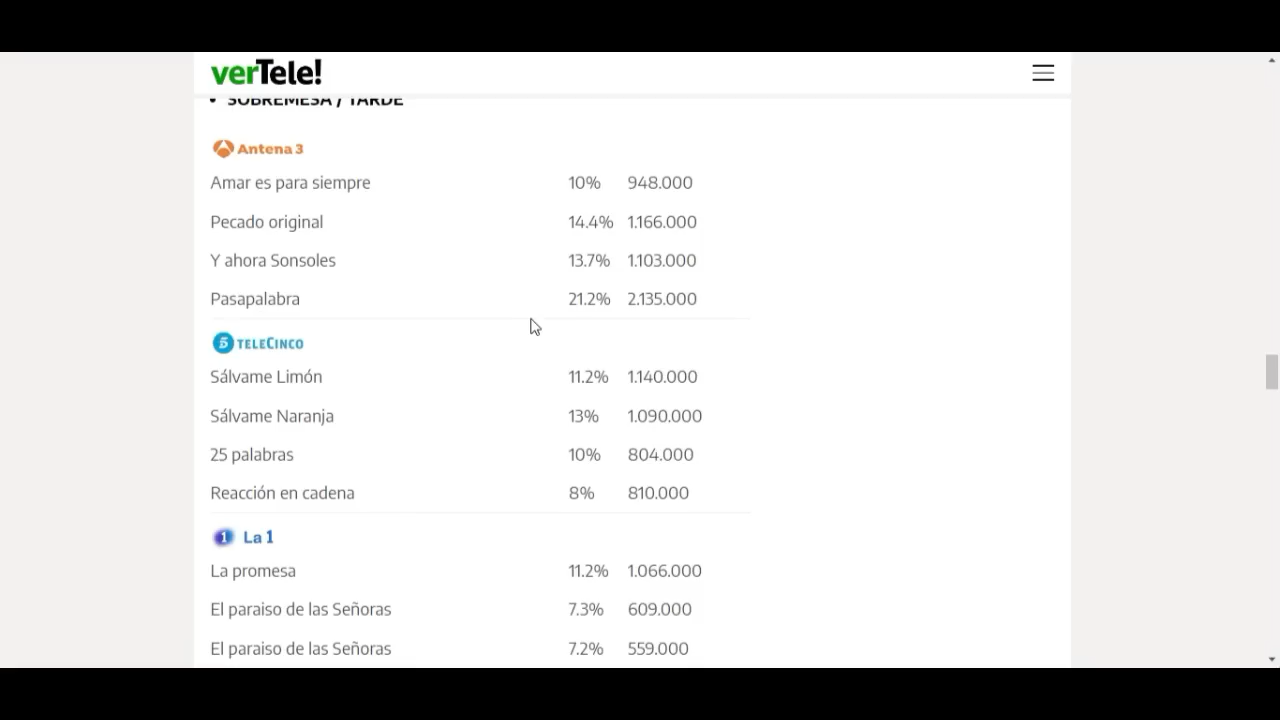 verTele!
• SOBREMESA / TARDE
Antena 3
Amar es para siempre 10% 948.000
Pecado original 14.4% 1.166.000
Y ahora Sonsoles 13.7% 1.103.000
Pasapalabra 21.2% 2.135.000
5 TELECINCO
Sálvame Limón 11.2% 1.140.000
Sálvame Naranja 13% 1.090.000
25 palabras 10% 804.000
Reacción en cadena 8% 810.000
1 La 1
La promesa 11.2% 1.066.000
El paraiso de las Señoras 7.3% 609.000
El paraiso de las Señoras 7.2% 559.000